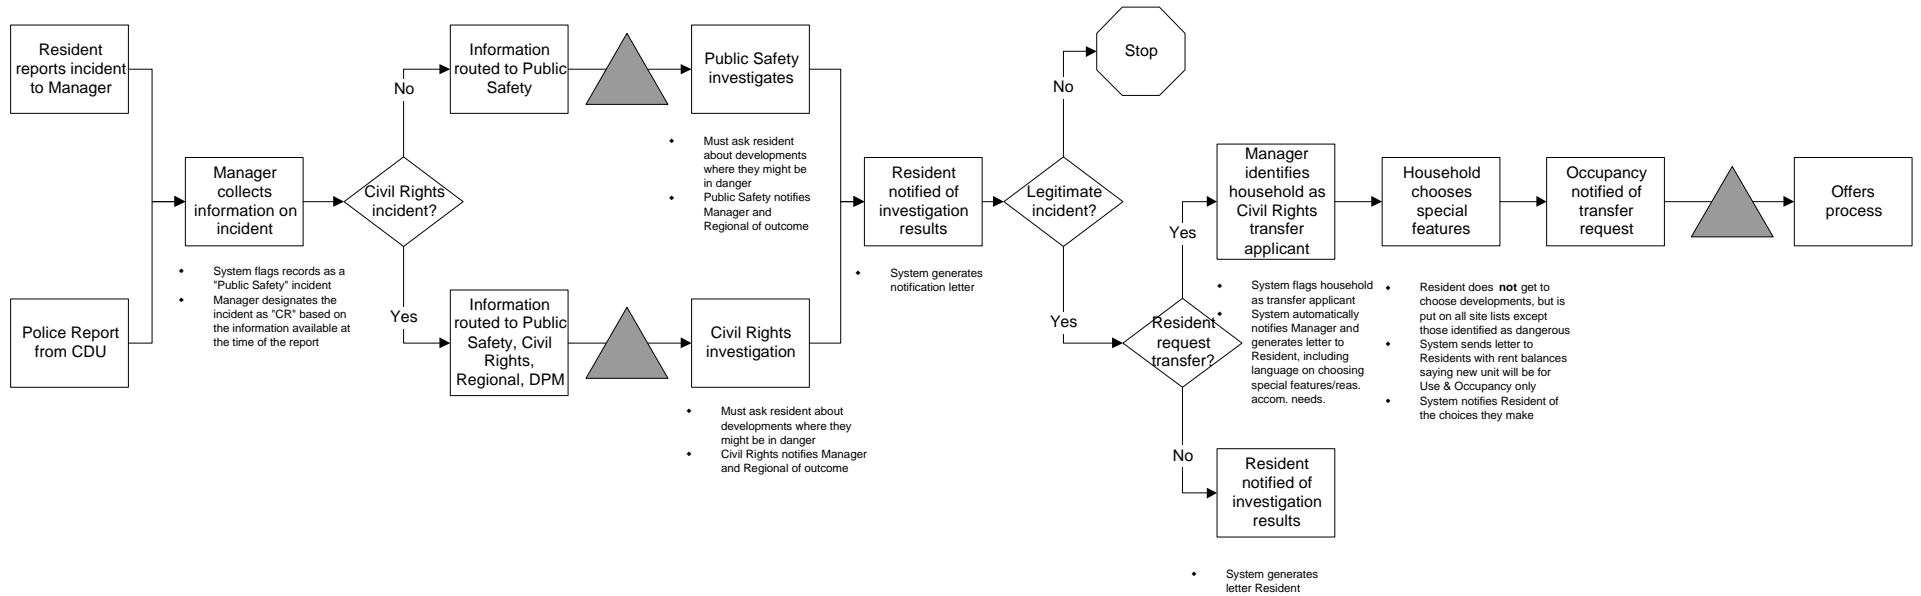 Resident
reports incident
to Manager
Police Report
from CDU
Manager
collects
information on
incident
◆ System flags records as a
"Public Safety" incident
◆ Manager designates the
incident as "CR" based on
the information available at
the time of the report
Civil Rights
incident?
No
Yes
Information
routed to Public
Safety
Information
routed to Public
Safety, Civil
Rights,
Regional, DPM
Public Safety
investigates
◆ Must ask resident
about developments
where they might be
in danger
◆ Public Safety notifies
Manager and
Regional of outcome
Civil Rights
investigation
◆ Must ask resident about
developments where they
might be in danger
◆ Civil Rights notifies Manager
and Regional of outcome
Resident
notified of
investigation
results
◆ System generates
notification letter
Legitimate
incident?
No
Stop
Yes
Resident
request
transfer?
Yes
Manager
identifies
household as
Civil Rights
transfer
applicant
◆ System flags household
as transfer applicant
◆ System automatically
notifies Manager and
generates letter to
Resident, including
language on choosing
special features/reas.
accom. needs.
No
Resident
notified of
investigation
results
◆ System generates
letter Resident
Household
chooses
special
features
◆ Resident does not get to
choose developments, but is
put on all site lists except
those identified as dangerous
◆ System sends letter to
Residents with rent balances
saying new unit will be for
Use & Occupancy only
◆ System notifies Resident of
the choices they make
Occupancy
notified of
transfer
request
Offers
process